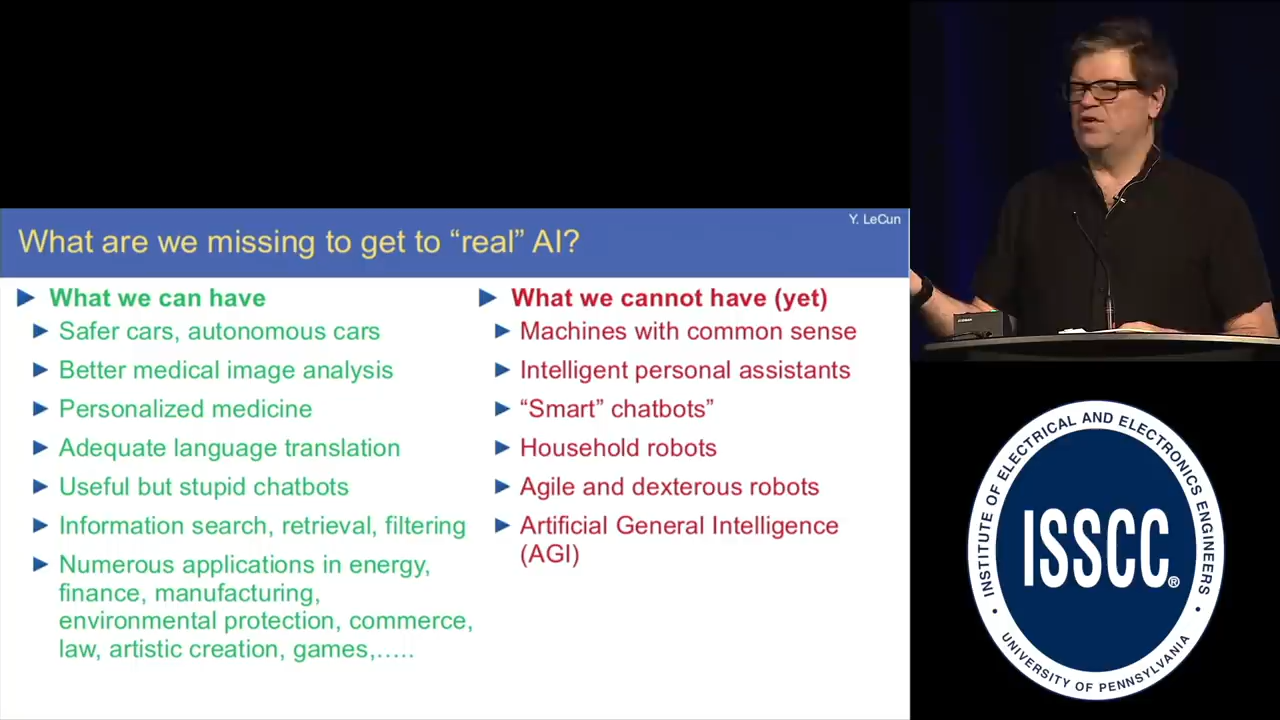 Y. LeCun
What are we missing to get to “real” AI?
What we can have
Safer cars, autonomous cars
Better medical image analysis
Personalized medicine
Adequate language translation
Useful but stupid chatbots
Information search, retrieval, filtering
Numerous applications in energy,
finance, manufacturing,
environmental protection, commerce,
law, artistic creation, games,.....
What we cannot have (yet)
Machines with common sense
Intelligent personal assistants
“Smart” chatbots”
Household robots
Agile and dexterous robots
Artificial General Intelligence
(AGI)
INSTITUTE OF ELECTRICAL AND ELECTRONICS ENGINEERS
ISSCC®
UNIVERSITY OF PENNSYLVANIA